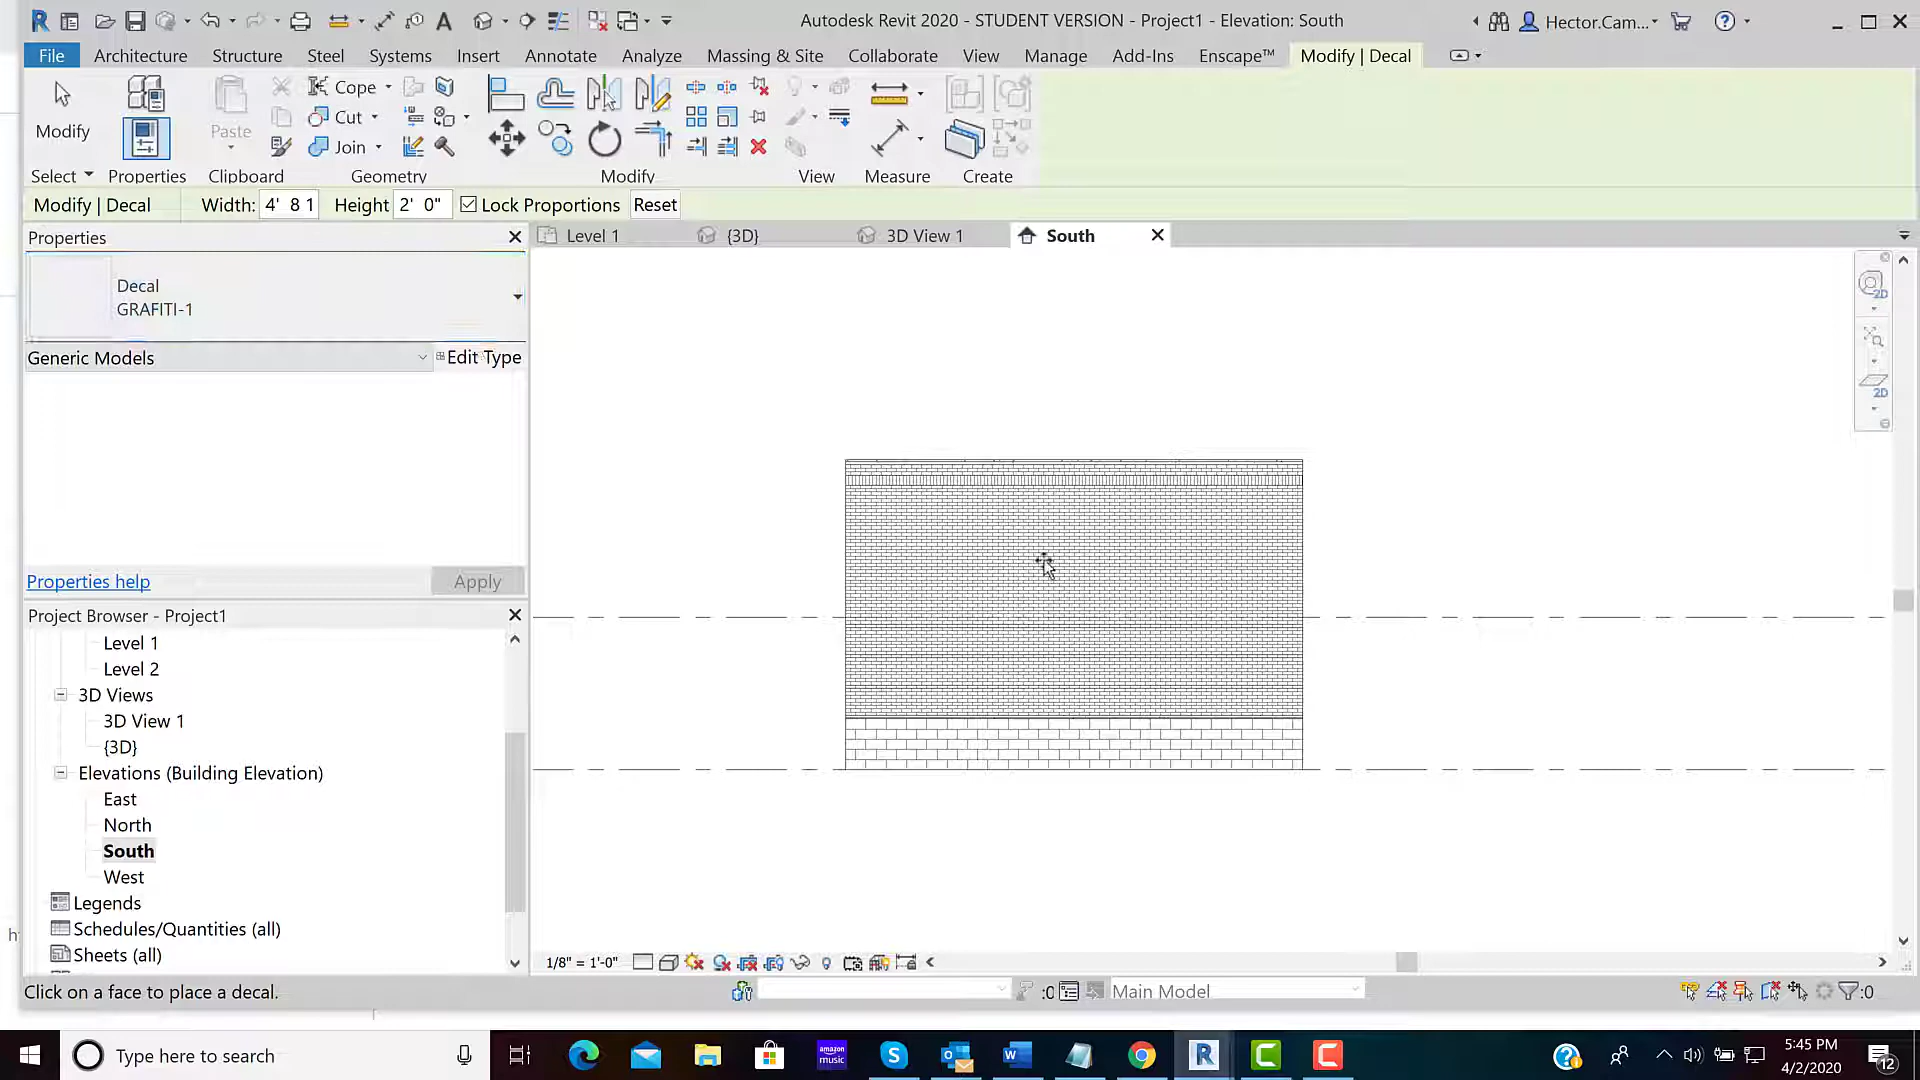 Autodesk Revit 2020 - STUDENT VERSION - Project1 - Elevation: South
Hector.Cam...
File Architecture Structure Steel Systems Insert Annotate Analyze Massing & Site Collaborate View Manage Add-Ins Enscape™ Modify | Decal
Modify
Paste
Cope
Cut
Join
Select Properties Clipboard Geometry Modify View Measure Create
Modify | Decal Width: 4' 8 1 Height 2' 0" Lock Proportions Reset
Properties
Level 1 {3D} 3D View 1 South
Decal
GRAFITI-1
Generic Models Edit Type
2D
2D
Properties help Apply
Project Browser - Project1
Level 1
Level 2
3D Views
3D View 1
{3D}
Elevations (Building Elevation)
East
North
South
West
Legends
Schedules/Quantities (all)
Sheets (all)
1/8" = 1'-0"
Click on a face to place a decal.
:0
Main Model
:0
Type here to search
amazon music
5:45 PM
4/2/2020
12